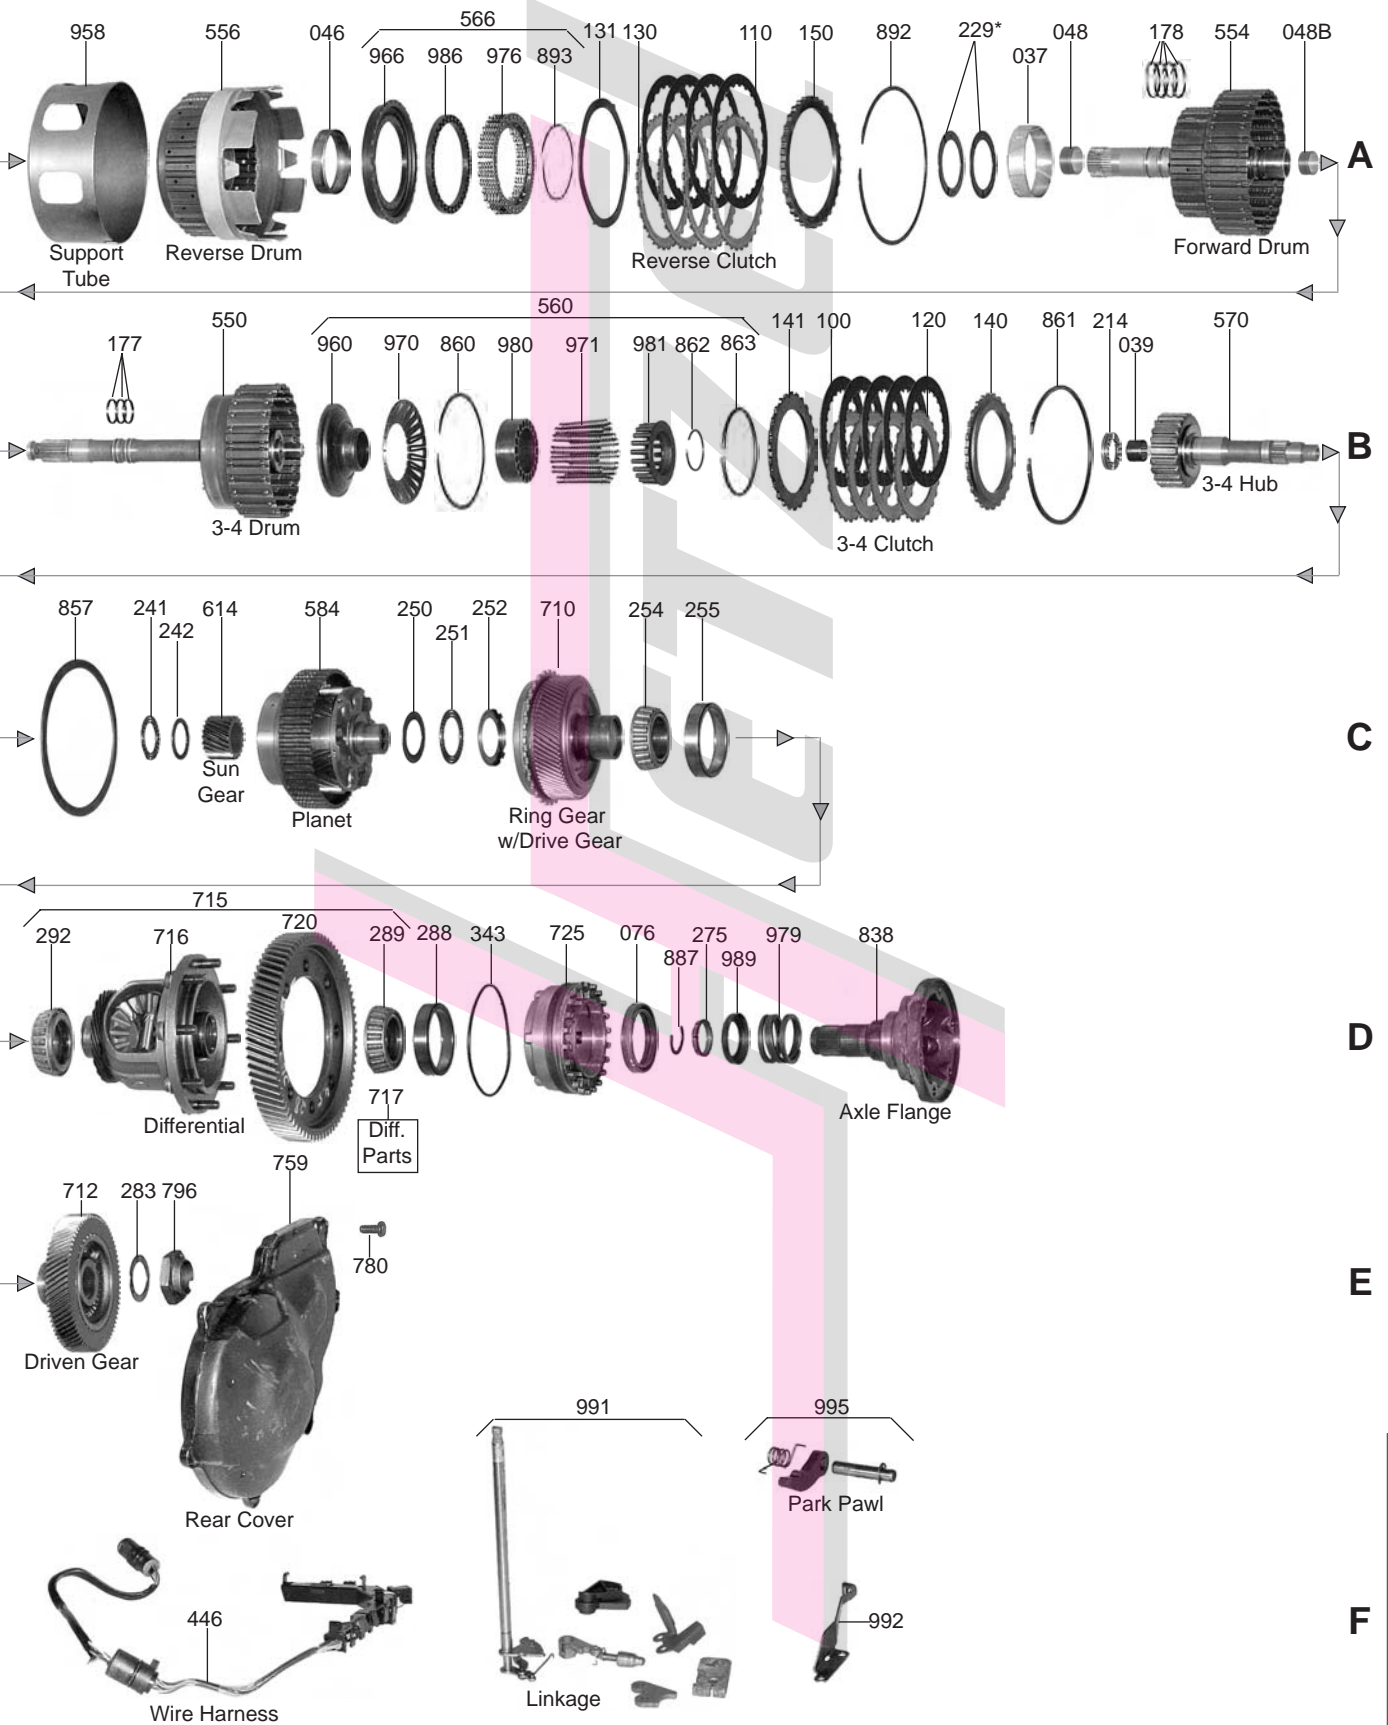 566
958 556 046 131 130 110 150 892 229* 048 178 554 048B
966 986 976 893 037
A
Support
Tube
Reverse Drum
Reverse Clutch
Forward Drum
560
550 141 100 120 140 861 214 570
177 960 970 860 980 971 981 862 863 039
B
3-4 Drum
3-4 Clutch
3-4 Hub
857 241 614 584 250 252 710 254 255
242 251
C
Sun
Gear
Planet
Ring Gear
w/Drive Gear
715
292 716 720 289 288 343 725 076 275 979 838
887 989
D
717
Diff.
Parts
Differential
Axle Flange
759
712 283 796
780
E
Driven Gear
Rear Cover
991 995
Park Pawl
446
992
F
Linkage
Wire Harness